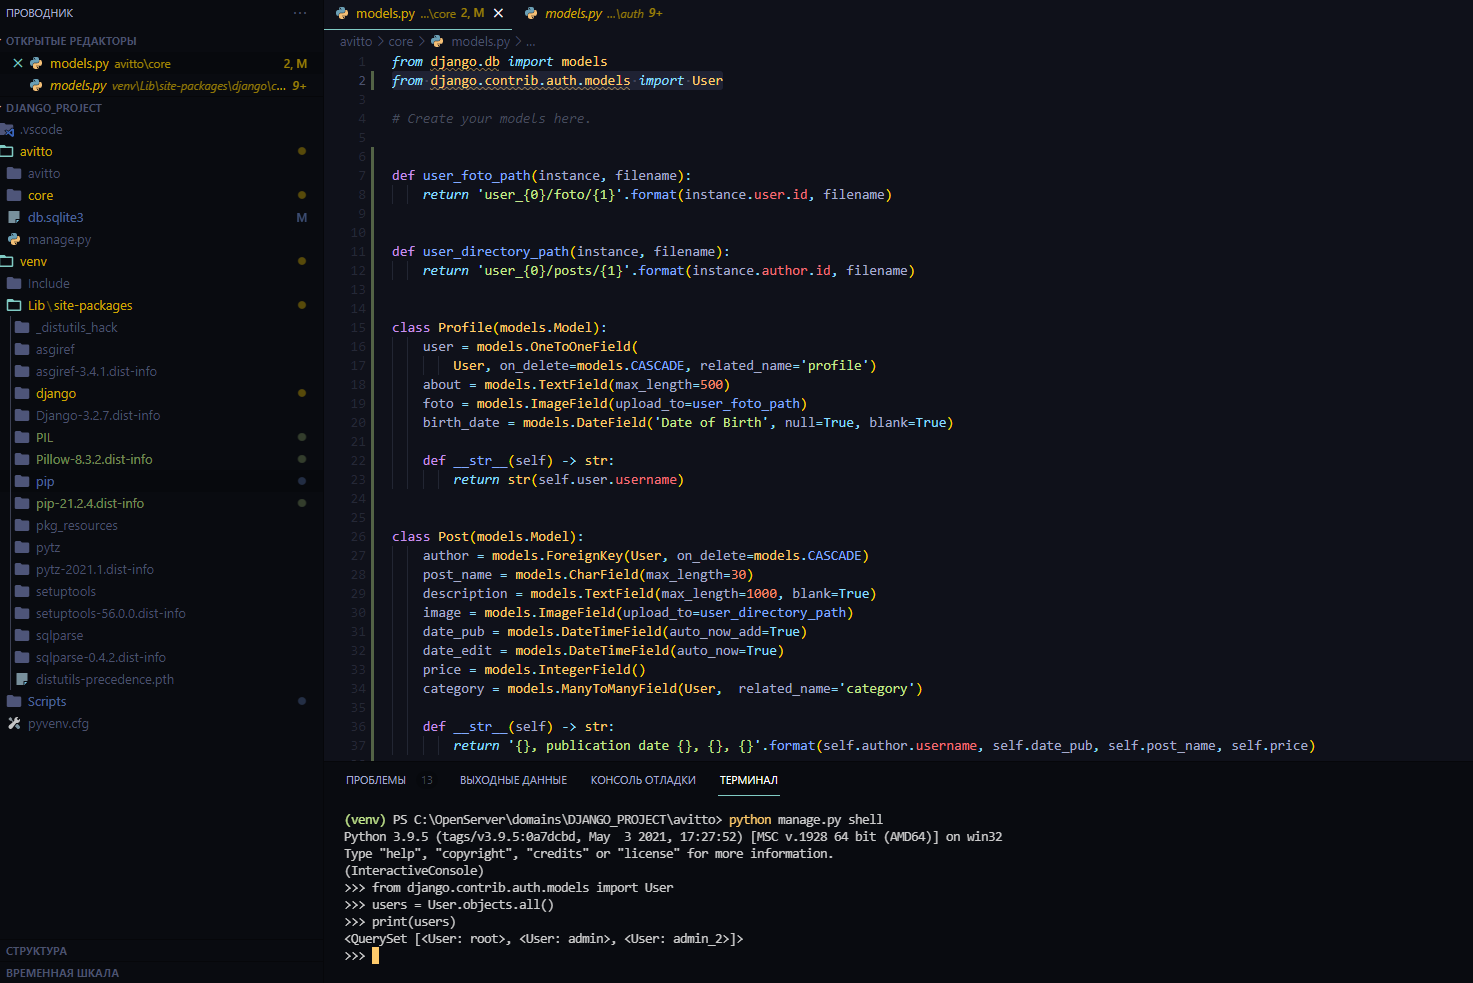 ПРОВОДНИК ...
ОТКРЫТЫЕ РЕДАКТОРЫ
models.py avitto\core 2, M
models.py venv\Lib\site-packages\django\c... 9+
DJANGO_PROJECT
.vscode
avitto
avitto
core
db.sqlite3 M
manage.py
venv
Include
Lib\site-packages
_distutils_hack
asgiref
asgiref-3.4.1.dist-info
django
Django-3.2.7.dist-info
PIL
Pillow-8.3.2.dist-info
pip
pip-21.2.4.dist-info
pkg_resources
pytz
pytz-2021.1.dist-info
setuptools
setuptools-56.0.0.dist-info
sqlparse
sqlparse-0.4.2.dist-info
distutils-precedence.pth
Scripts
pyvenv.cfg
СТРУКТУРА
ВРЕМЕННАЯ ШКАЛА
models.py ...\core 2, M models.py ...\auth 9+
avitto > core > models.py > ...
1 from django.db import models
2 from django.contrib.auth.models import User
3
4 # Create your models here.
5
6
7 def user_foto_path(instance, filename):
8 return 'user_{0}/foto/{1}'.format(instance.user.id, filename)
9
10
11 def user_directory_path(instance, filename):
12 return 'user_{0}/posts/{1}'.format(instance.author.id, filename)
13
14
15 class Profile(models.Model):
16 user = models.OneToOneField(
17 User, on_delete=models.CASCADE, related_name='profile')
18 about = models.TextField(max_length=500)
19 foto = models.ImageField(upload_to=user_foto_path)
20 birth_date = models.DateField('Date of Birth', null=True, blank=True)
21
22 def __str__(self) -> str:
23 return str(self.user.username)
24
25
26 class Post(models.Model):
27 author = models.ForeignKey(User, on_delete=models.CASCADE)
28 post_name = models.CharField(max_length=30)
29 description = models.TextField(max_length=1000, blank=True)
30 image = models.ImageField(upload_to=user_directory_path)
31 date_pub = models.DateTimeField(auto_now_add=True)
32 date_edit = models.DateTimeField(auto_now=True)
33 price = models.IntegerField()
34 category = models.ManyToManyField(User,  related_name='category')
35
36 def __str__(self) -> str:
37 return '{}, publication date {}, {}, {}'.format(self.author.username, self.date_pub, self.post_name, self.price)
ПРОБЛЕМЫ 13 ВЫХОДНЫЕ ДАННЫЕ КОНСОЛЬ ОТЛАДКИ ТЕРМИНАЛ
(venv) PS C:\OpenServer\domains\DJANGO_PROJECT\avitto> python manage.py shell
Python 3.9.5 (tags/v3.9.5:0a7dcbd, May  3 2021, 17:27:52) [MSC v.1928 64 bit (AMD64)] on win32
Type "help", "copyright", "credits" or "license" for more information.
(InteractiveConsole)
>>> from django.contrib.auth.models import User
>>> users = User.objects.all()
>>> print(users)
<QuerySet [<User: root>, <User: admin>, <User: admin_2>]>
>>>